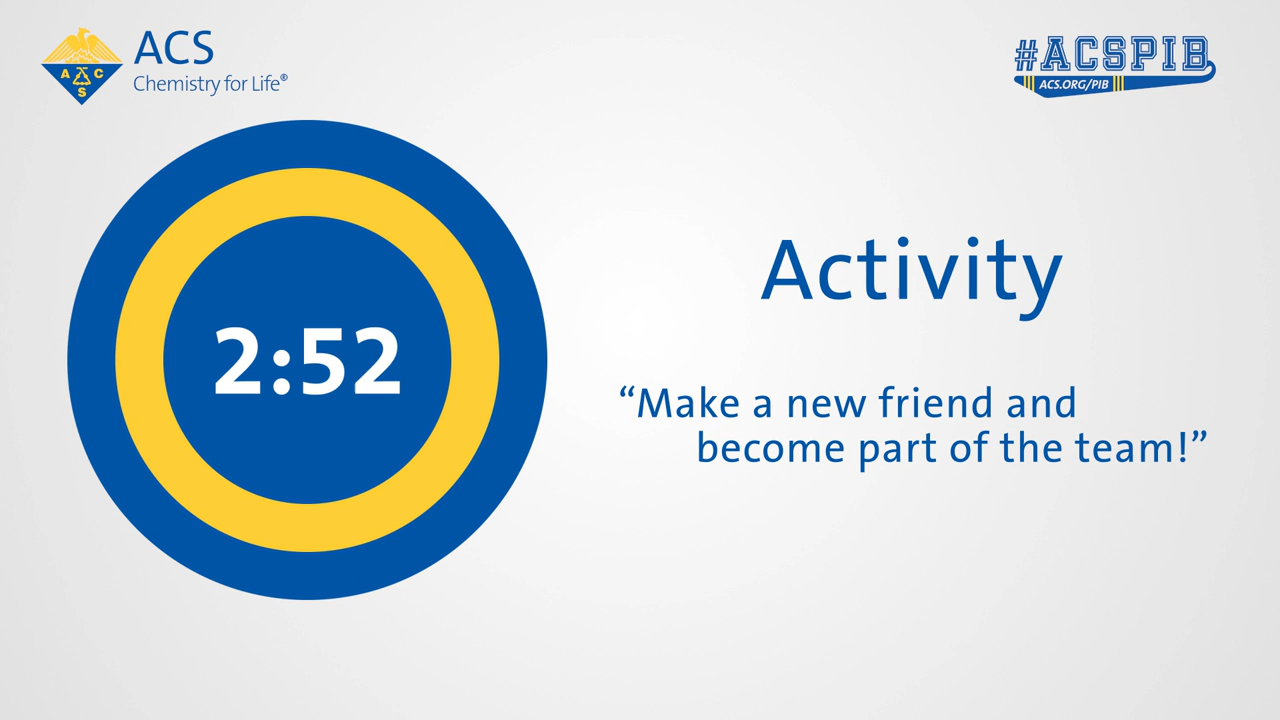 ACS
Chemistry for Life®
A C S
#ACSPIB
ACS.ORG/PIB
2:52
Activity
“Make a new friend and
become part of the team!”